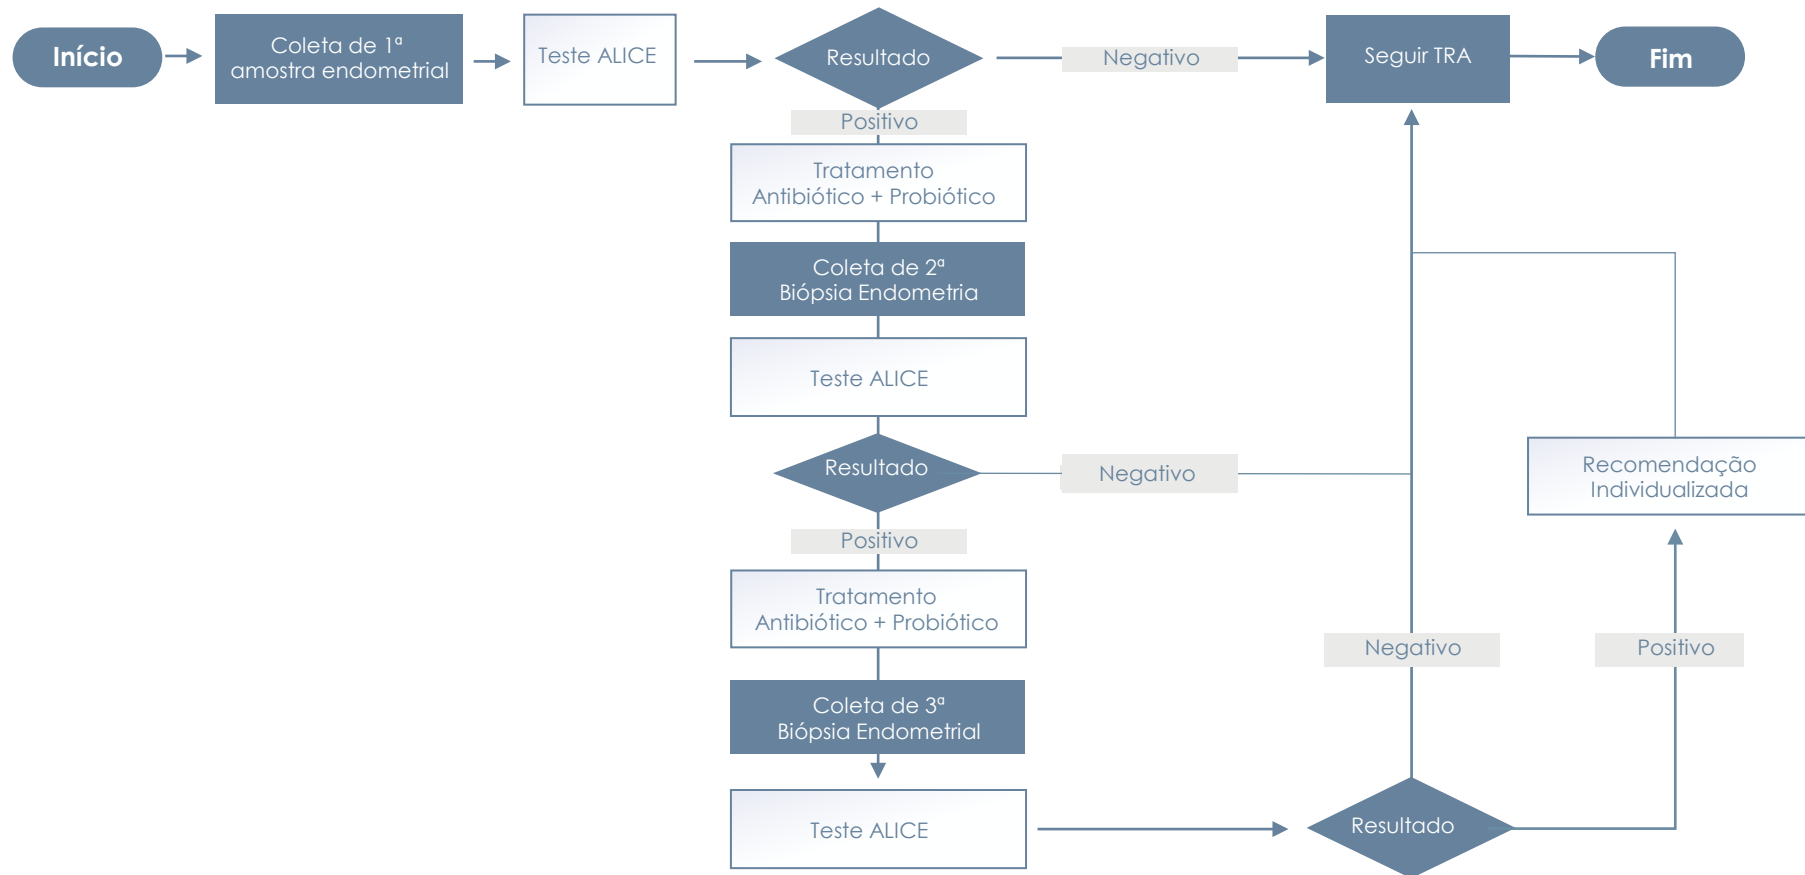 Início
Coleta de 1ª
amostra endometrial
Teste ALICE
Resultado
Negativo
Seguir TRA
Fim
Positivo
Tratamento
Antibiótico + Probiótico
Coleta de 2ª
Biópsia Endometria
Teste ALICE
Resultado
Negativo
Recomendação
Individualizada
Positivo
Tratamento
Antibiótico + Probiótico
Negativo
Positivo
Coleta de 3ª
Biópsia Endometrial
Teste ALICE
Resultado